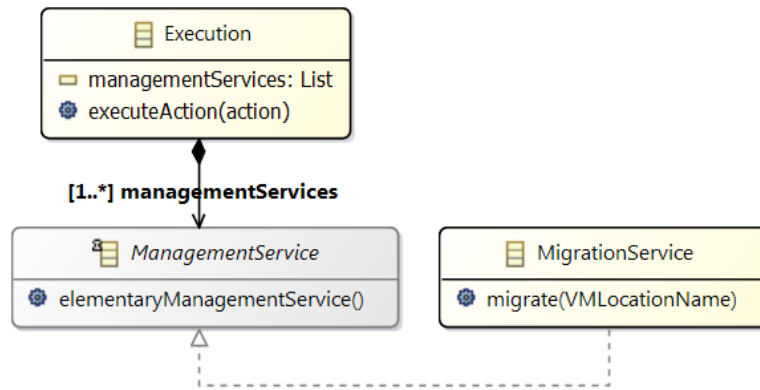 Execution
managementServices: List
executeAction(action)
[1..*] managementServices
ManagementService
elementaryManagementService()
MigrationService
migrate(VMLocationName)